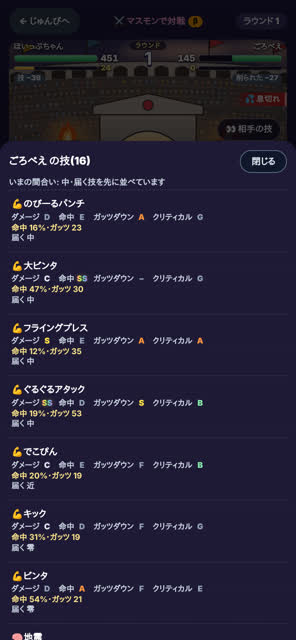 ← じゅんびへ
⚔ マスモンで対戦 β
ラウンド 1
ほいっぷちゃん
ごろべえ
ラウンド
1
451
145
技 -39
削られた -27
息切れ
👀 相手の技
ごろべえ の技(16)
閉じる
いまの間合い: 中・届く技を先に並べています
💪のびーるパンチ
ダメージ D 命中 E ガッツダウン A クリティカル G
命中 16%・ガッツ 23
届く 中
💪大ビンタ
ダメージ C 命中 SS ガッツダウン – クリティカル G
命中 47%・ガッツ 30
届く 中
💪フライングプレス
ダメージ S 命中 E ガッツダウン A クリティカル A
命中 12%・ガッツ 35
届く 中
💪ぐるぐるアタック
ダメージ SS 命中 D ガッツダウン S クリティカル B
命中 19%・ガッツ 53
届く 中
💪でこぴん
ダメージ C 命中 E ガッツダウン F クリティカル B
命中 20%・ガッツ 19
届く 近
💪キック
ダメージ C 命中 D ガッツダウン F クリティカル G
命中 31%・ガッツ 19
届く 零
💪ビンタ
ダメージ D 命中 A ガッツダウン F クリティカル E
命中 54%・ガッツ 21
届く 零
🧠地震